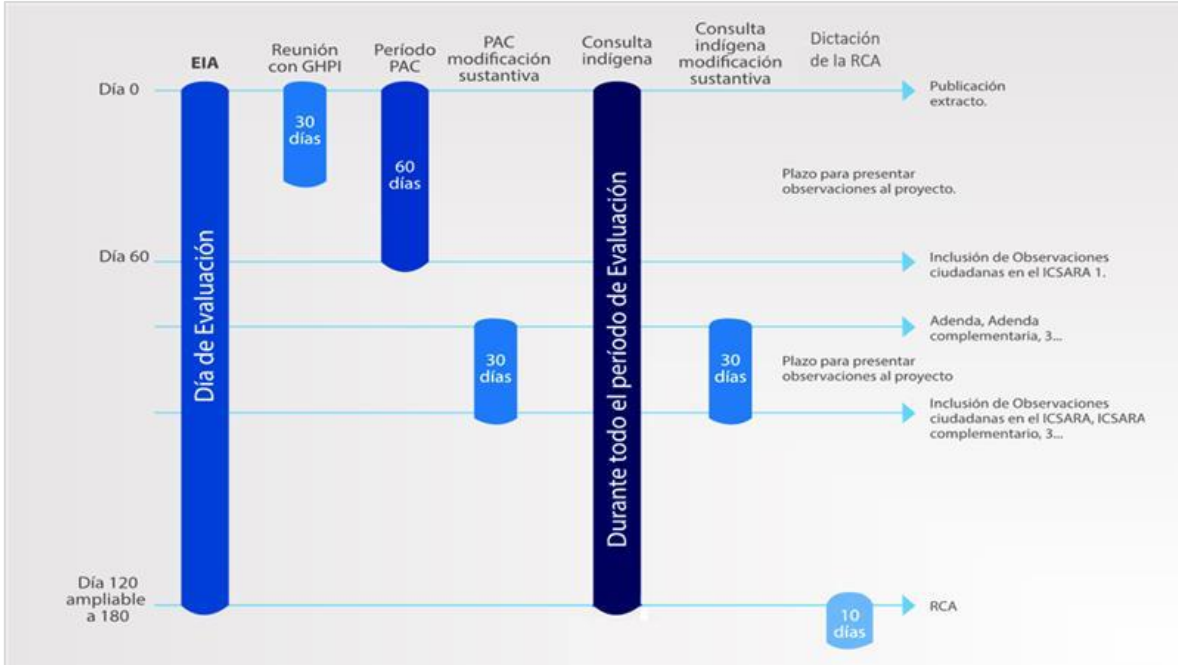 EIA
Reunión
con GHPI
Período
PAC
PAC
modificación
sustantiva
Consulta
indígena
Consulta
indígena
modificación
sustantiva
Dictación
de la RCA
Día 0
Publicación
extracto.
30
días
60
días
Plazo para presentar
observaciones al proyecto.
Día de Evaluación
Durante todo el período de Evaluación
Día 60
Inclusión de Observaciones
ciudadanas en el ICSARA 1.
Adenda, Adenda
complementaria, 3...
30
días
30
días
Plazo para presentar
observaciones al proyecto
Inclusión de Observaciones
ciudadanas en el ICSARA, ICSARA
complementario, 3...
Día 120
ampliable
a 180
RCA
10
días